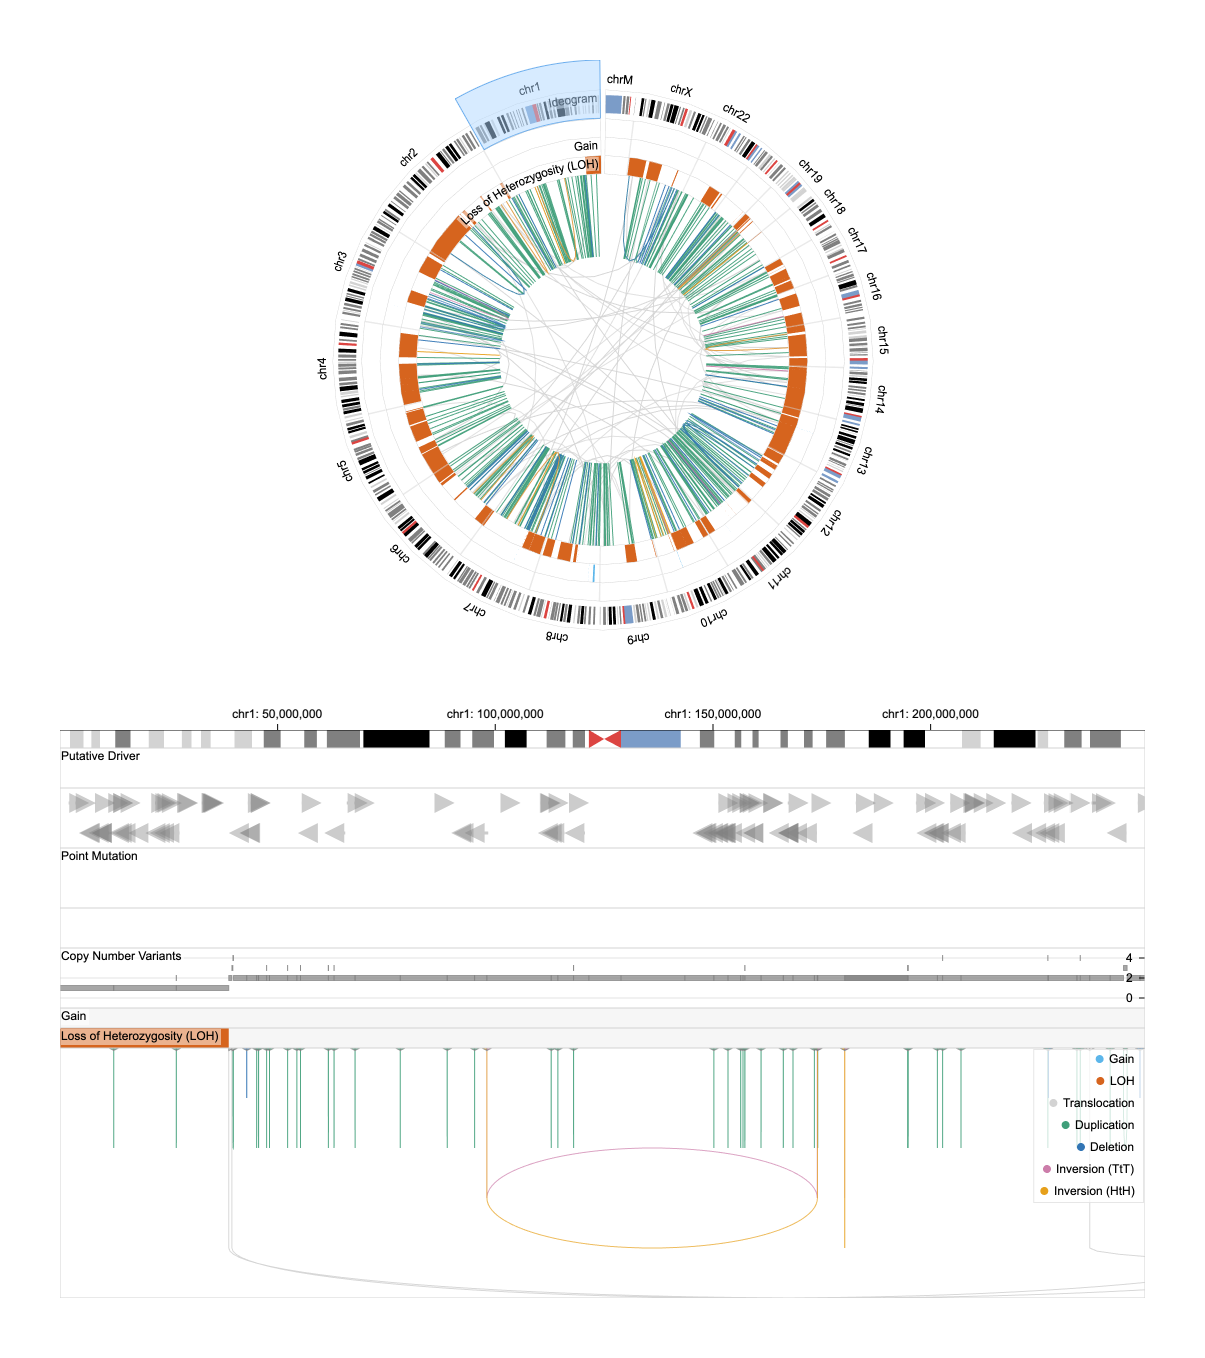 chrM
chrX
chr22
chr19
chr18
chr17
chr16
chr15
chr14
chr13
chr12
chr11
chr10
chr9
chr8
chr7
chr6
chr5
chr4
chr3
chr2
chr1
Ideogram
Gain
Loss of Heterozygosity (LOH)
chr1: 50,000,000
chr1: 100,000,000
chr1: 150,000,000
chr1: 200,000,000
Putative Driver
Point Mutation
Copy Number Variants
4
2
0
Gain
Loss of Heterozygosity (LOH)
Gain
LOH
Translocation
Duplication
Deletion
Inversion (TtT)
Inversion (HtH)